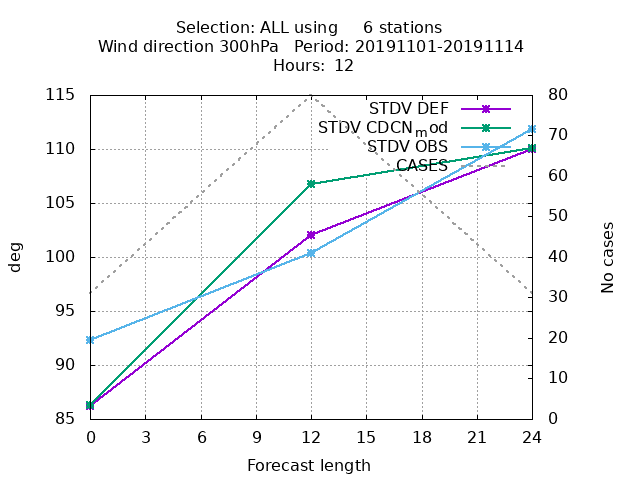 Selection: ALL using     6 stations
Wind direction 300hPa   Period: 20191101-20191114
Hours: 12
115 80
STDV DEF
STDV CDCN_mod
STDV OBS
CASES
110 70
105 60
100 50
95 40
90 30
85 20
10
0
deg
No cases
0 3 6 9 12 15 18 21 24
Forecast length